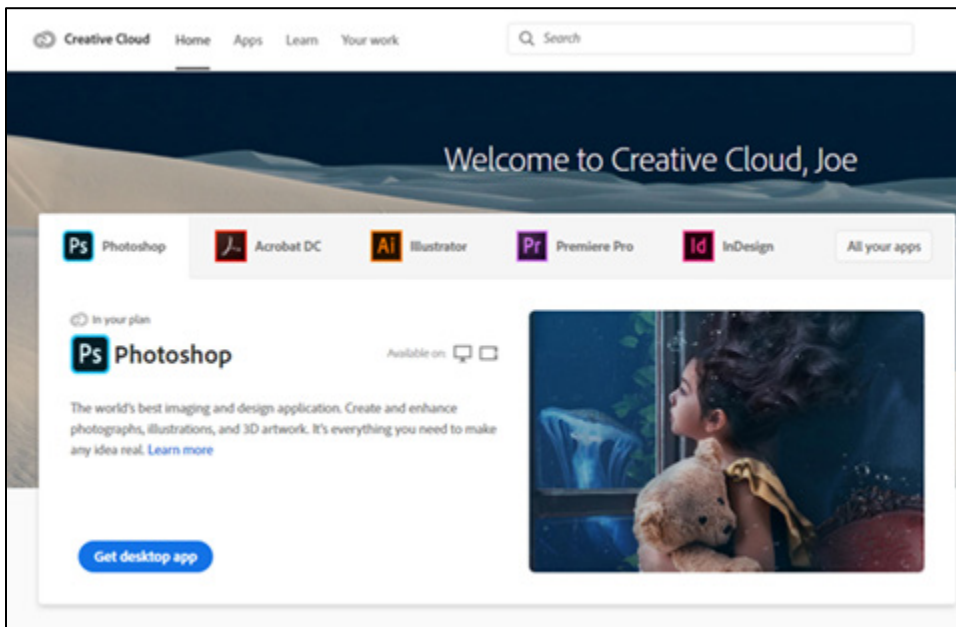 Creative Cloud Home Apps Learn Your work Search
Welcome to Creative Cloud, Joe
Ps Photoshop Acrobat DC Ai Illustrator Pr Premiere Pro Id InDesign All your apps
In your plan
Ps Photoshop Available on:
The world's best imaging and design application. Create and enhance
photographs, illustrations, and 3D artwork. It's everything you need to make
any idea real. Learn more
Get desktop app